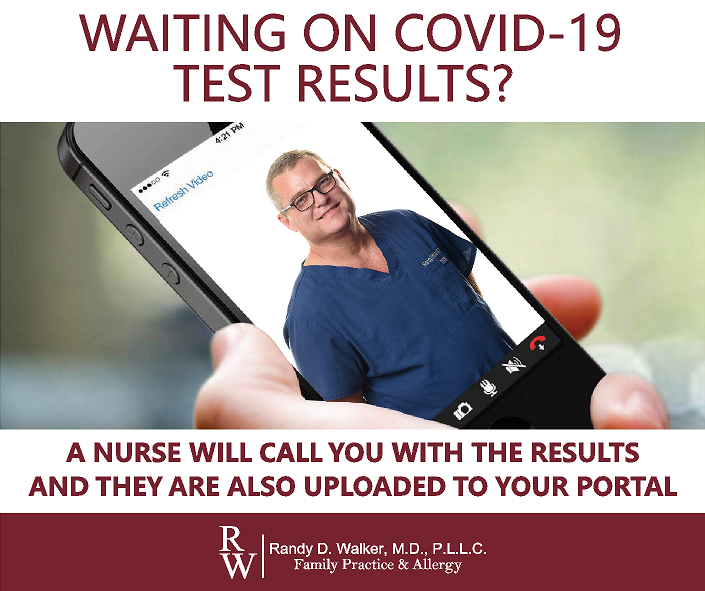 WAITING ON COVID-19
TEST RESULTS?
4:21 PM
Refresh Video
A NURSE WILL CALL YOU WITH THE RESULTS
AND THEY ARE ALSO UPLOADED TO YOUR PORTAL
RW
Randy D. Walker, M.D., P.L.L.C.
Family Practice & Allergy